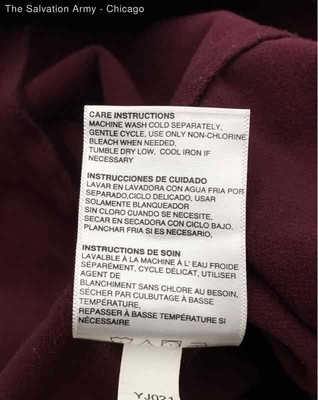 The Salvation Army - Chicago
CARE INSTRUCTIONS
MACHINE WASH COLD SEPARATELY,
GENTLE CYCLE, USE ONLY NON-CHLORINE
BLEACH WHEN NEEDED,
TUMBLE DRY LOW, COOL IRON IF
NECESSARY
INSTRUCCIONES DE CUIDADO
LAVAR EN LAVADORA CON AGUA FRIA POR
SEPARADO,CICLO DELICADO, USAR
SOLAMENTE BLANQUEADOR
SIN CLORO CUANDO SE NECESITE,
SECAR EN SECADORA CON CICLO BAJO,
PLANCHAR FRIA SI ES NECESARIO,
INSTRUCTIONS DE SOIN
LAVALBLE À LA MACHINE À L' EAU FROIDE
SÉPARÉMENT, CYCLE DÉLICAT, UTILISER
AGENT DE
BLANCHIMENT SANS CHLORE AU BESOIN,
SÉCHER PAR CULBUTAGE À BASSE
TEMPÉRATURE,
REPASSER À BASSE TEMPÉRATURE SI
NÉCESSAIRE
YJ021